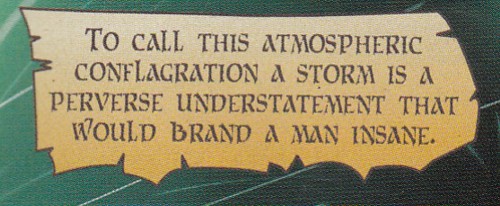 TO CALL THIS ATMOSPHERIC
CONFLAGRATION A STORM IS A
PERVERSE UNDERSTATEMENT THAT
WOULD BRAND A MAN INSANE.